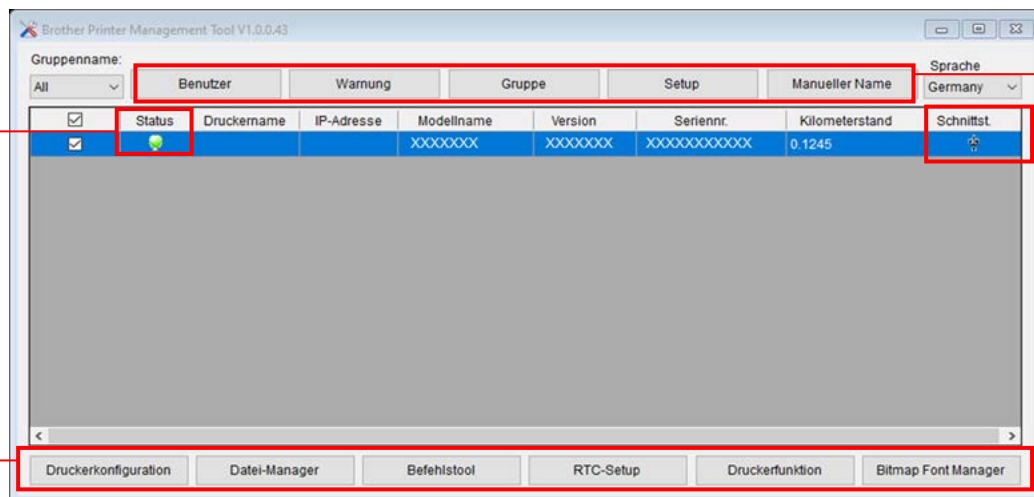 Brother Printer Management Tool V1.0.0.43
Gruppenname:
Sprache
All Benutzer Warnung Gruppe Setup Manueller Name Germany
Status Druckername IP-Adresse Modellname Version Seriennr. Kilometerstand Schnittst.
XXXXXXX XXXXXXX XXXXXXXXXXX 0.1245
Druckerkonfiguration Datei-Manager Befehlstool RTC-Setup Druckerfunktion Bitmap Font Manager